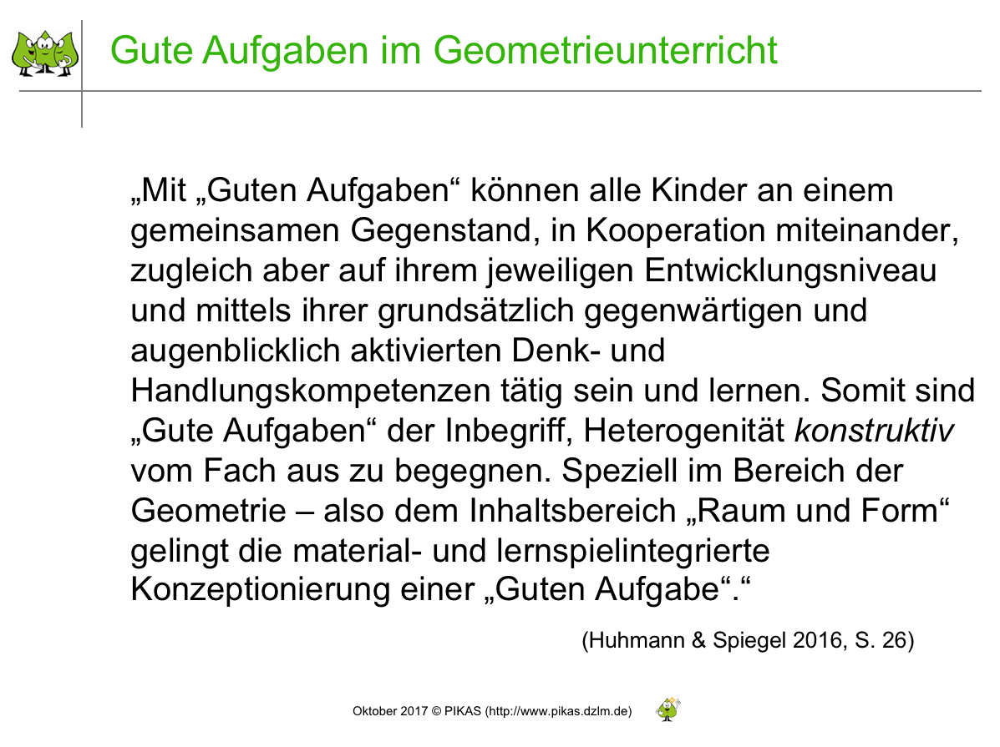 Gute Aufgaben im Geometrieunterricht
„Mit „Guten Aufgaben“ können alle Kinder an einem
gemeinsamen Gegenstand, in Kooperation miteinander,
zugleich aber auf ihrem jeweiligen Entwicklungsniveau
und mittels ihrer grundsätzlich gegenwärtigen und
augenblicklich aktivierten Denk- und
Handlungskompetenzen tätig sein und lernen. Somit sind
„Gute Aufgaben“ der Inbegriff, Heterogenität konstruktiv
vom Fach aus zu begegnen. Speziell im Bereich der
Geometrie – also dem Inhaltsbereich „Raum und Form“
gelingt die material- und lernspielintegrierte
Konzeptionierung einer „Guten Aufgabe“.“
(Huhmann & Spiegel 2016, S. 26)
Oktober 2017 © PIKAS (http://www.pikas.dzlm.de)